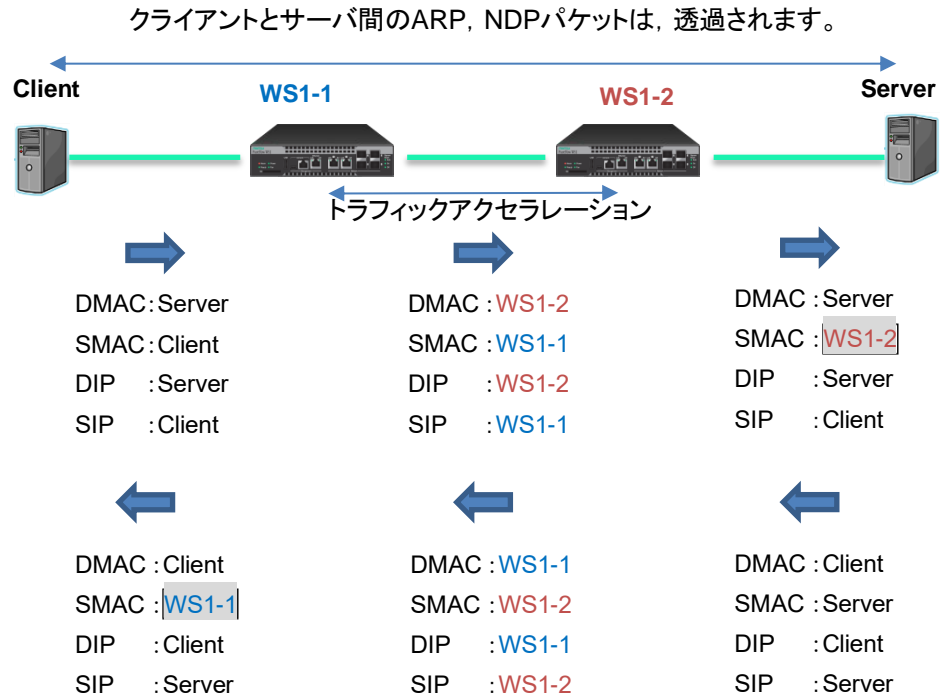 クライアントとサーバ間のARP，NDPパケットは，透過されます。
Client
WS1-1
WS1-2
Server
トラフィックアクセラレーション
DMAC：Server
SMAC：Client
DIP ：Server
SIP ：Client
DMAC：WS1-2
SMAC：WS1-1
DIP ：WS1-2
SIP ：WS1-1
DMAC：Server
SMAC：WS1-2
DIP ：Server
SIP ：Client
DMAC：Client
SMAC：WS1-1
DIP ：Client
SIP ：Server
DMAC：WS1-1
SMAC：WS1-2
DIP ：WS1-1
SIP ：WS1-2
DMAC：Client
SMAC：Server
DIP ：Client
SIP ：Server